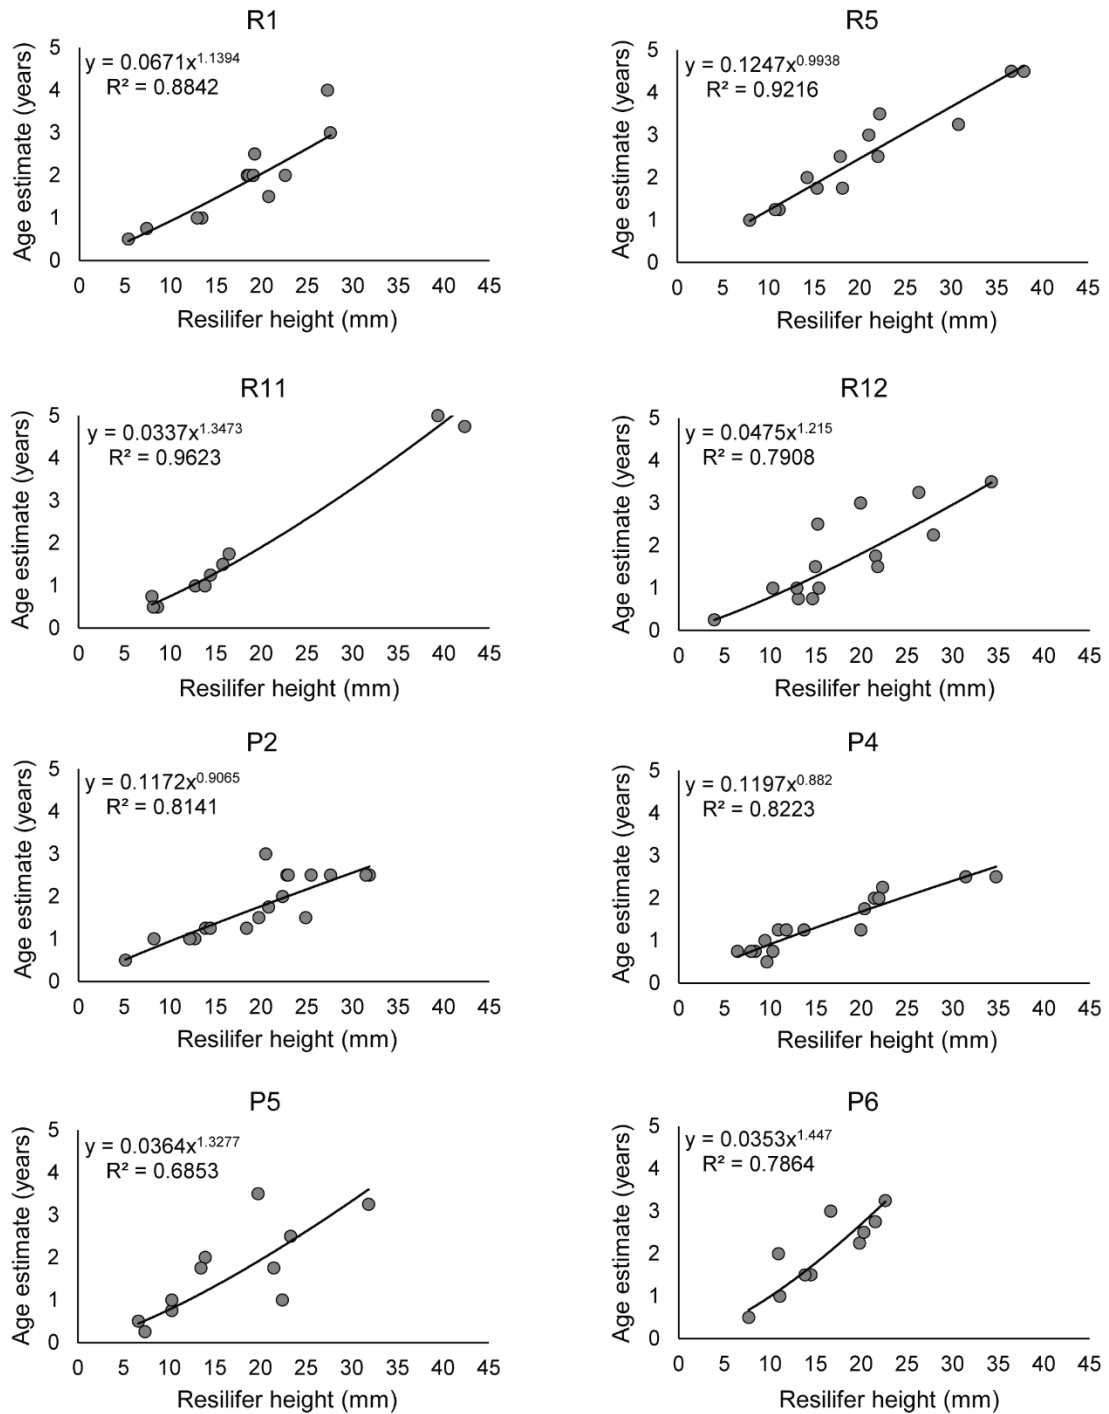 R1
y = 0.0671x^1.1394
R² = 0.8842
Age estimate (years)
5
4
3
2
1
0
0 5 10 15 20 25 30 35 40 45
Resilifer height (mm)
R5
y = 0.1247x^0.9938
R² = 0.9216
Age estimate (years)
5
4
3
2
1
0
0 5 10 15 20 25 30 35 40 45
Resilifer height (mm)
R11
y = 0.0337x^1.3473
R² = 0.9623
Age estimate (years)
5
4
3
2
1
0
0 5 10 15 20 25 30 35 40 45
Resilifer height (mm)
R12
y = 0.0475x^1.215
R² = 0.7908
Age estimate (years)
5
4
3
2
1
0
0 5 10 15 20 25 30 35 40 45
Resilifer height (mm)
P2
y = 0.1172x^0.9065
R² = 0.8141
Age estimate (years)
5
4
3
2
1
0
0 5 10 15 20 25 30 35 40 45
Resilifer height (mm)
P4
y = 0.1197x^0.882
R² = 0.8223
Age estimate (years)
5
4
3
2
1
0
0 5 10 15 20 25 30 35 40 45
Resilifer height (mm)
P5
y = 0.0364x^1.3277
R² = 0.6853
Age estimate (years)
5
4
3
2
1
0
0 5 10 15 20 25 30 35 40 45
Resilifer height (mm)
P6
y = 0.0353x^1.447
R² = 0.7864
Age estimate (years)
5
4
3
2
1
0
0 5 10 15 20 25 30 35 40 45
Resilifer height (mm)